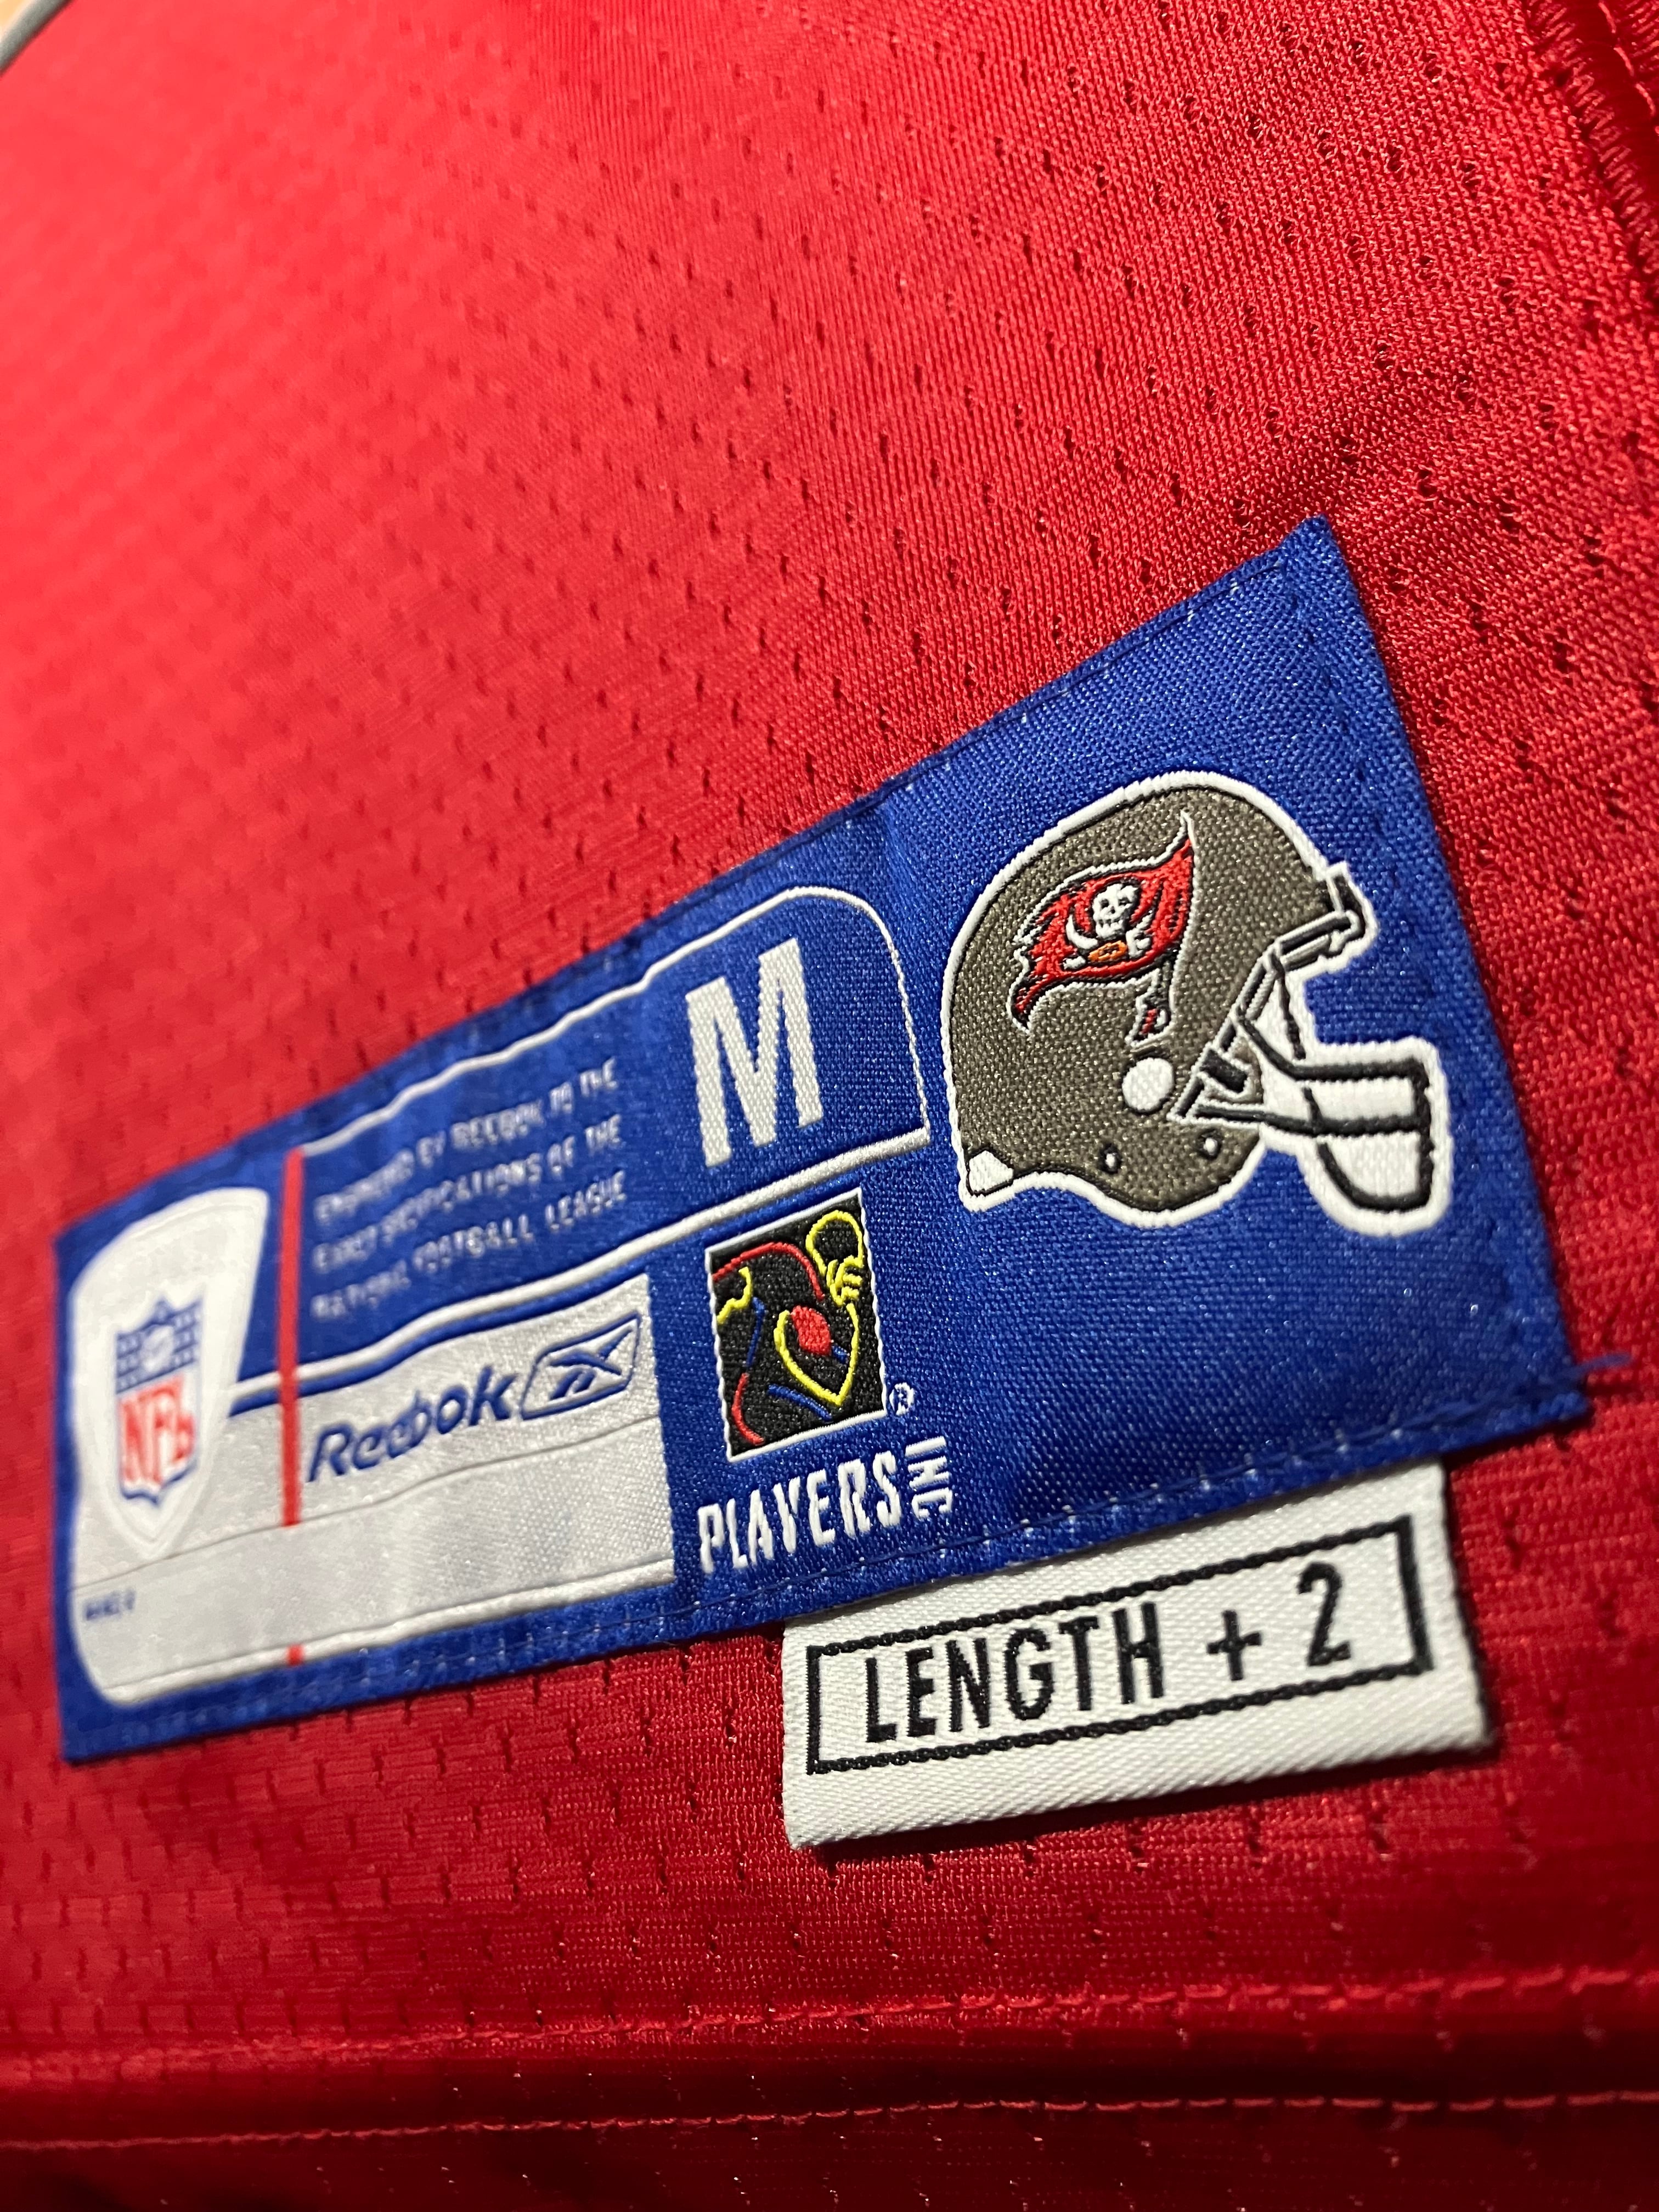 M
ENGINEERED BY REEBOK TO THE
EXACT SPECIFICATIONS OF THE
NATIONAL FOOTBALL LEAGUE
NFL
Reebok
®
PLAYERS INC
LENGTH + 2